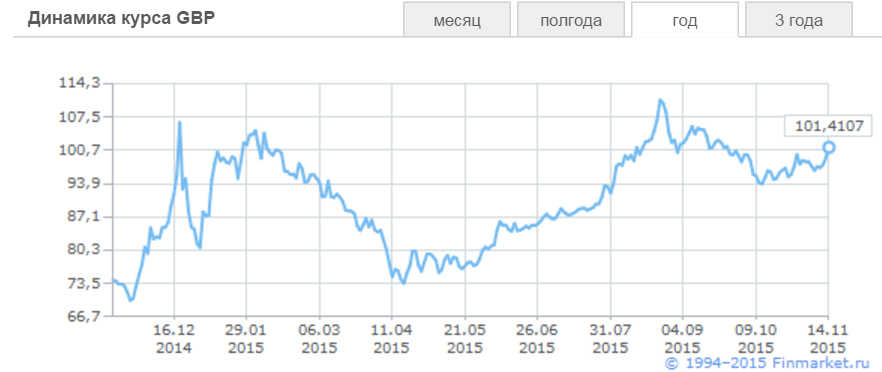 Динамика курса GBP
месяц
полгода
год
3 года
114,3
107,5
100,7
93,9
87,1
80,3
73,5
66,7
101,4107
16.12 29.01 06.03 11.04 21.05 26.06 31.07 04.09 09.10 14.11
2014 2015 2015 2015 2015 2015 2015 2015 2015 2015
© 1994-2015 Finmarket.ru